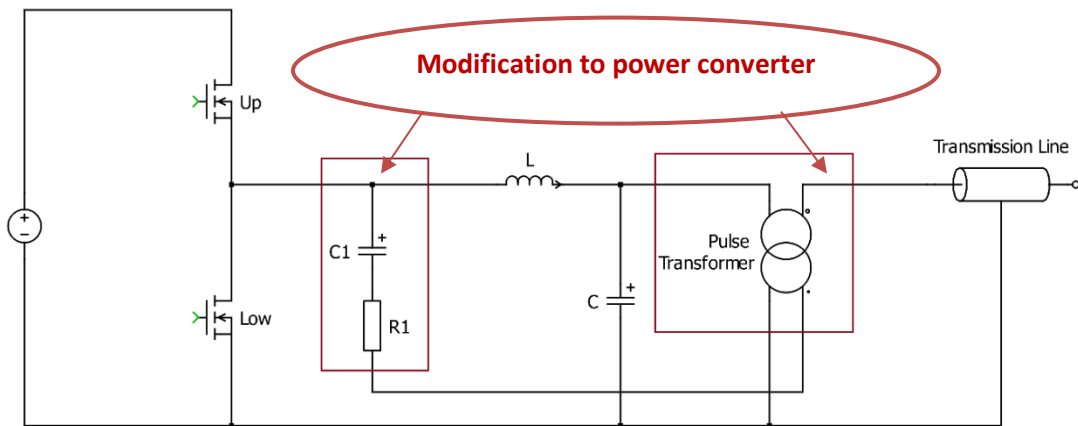 Modification to power converter
Up
L
Transmission Line
+
-
C1
+
Pulse
Transformer
Low
R1
C
+